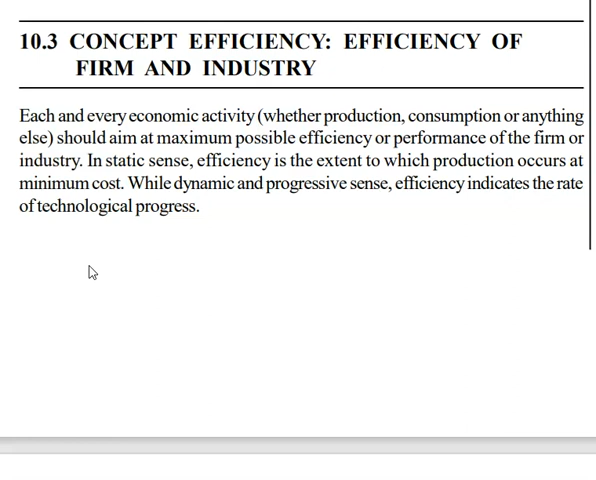 10.3 CONCEPT EFFICIENCY: EFFICIENCY OF
FIRM AND INDUSTRY
Each and every economic activity (whether production, consumption or anything
else) should aim at maximum possible efficiency or performance of the firm or
industry. In static sense, efficiency is the extent to which production occurs at
minimum cost. While dynamic and progressive sense, efficiency indicates the rate
of technological progress.